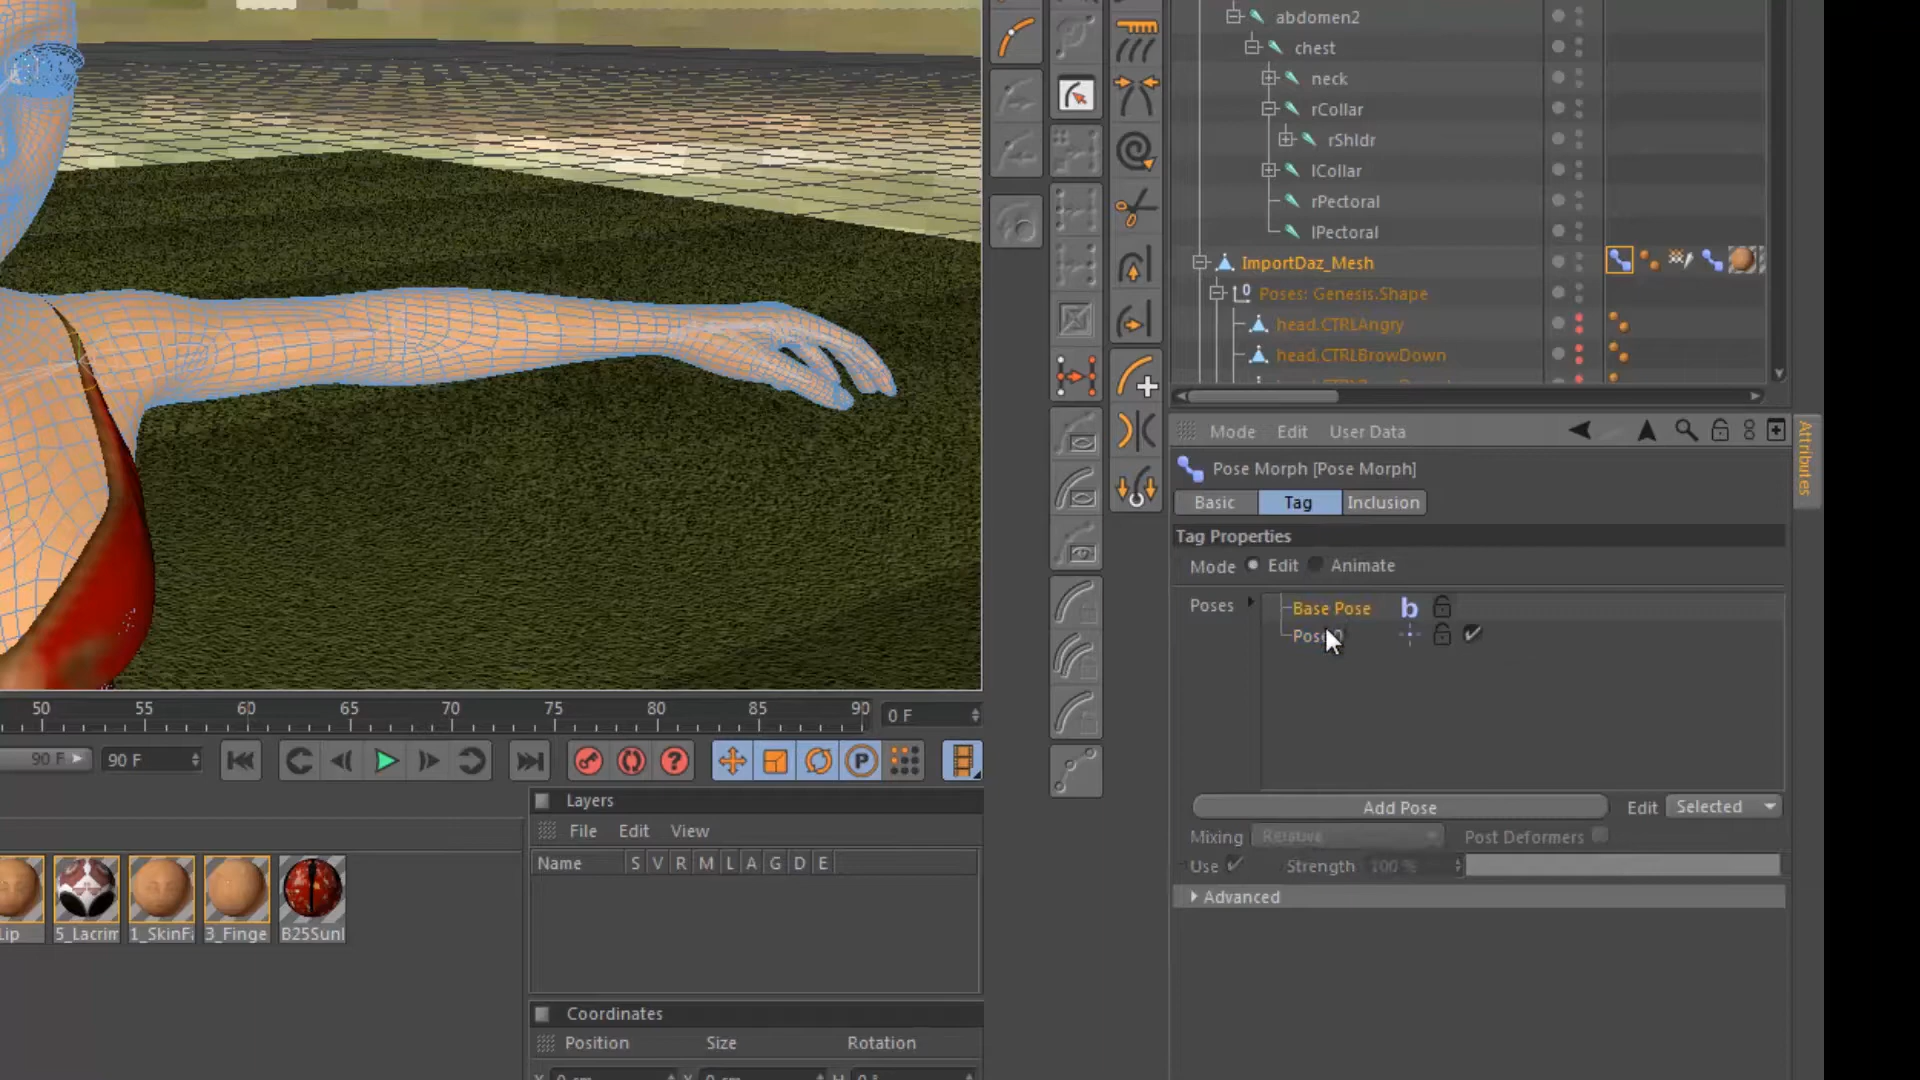 abdomen2
chest
neck
rCollar
rShldr
lCollar
rPectoral
lPectoral
ImportDaz_Mesh
Poses: Genesis.Shape
head.CTRLAngry
head.CTRLBrowDown
Mode Edit User Data
Attributes
Pose Morph [Pose Morph]
Basic Tag Inclusion
Tag Properties
Mode Edit Animate
Poses
Base Pose b
Add Pose Edit Selected
Mixing Relative Post Deformers
Use Strength 100 %
Advanced
50 55 60 65 70 75 80 85 90 0 F
90 F 90 F
P
Layers
File Edit View
Name S V R M L A G D E
Lip 5_Lacrim 1_SkinF 3_Finge B25Sunl
Coordinates
Position Size Rotation